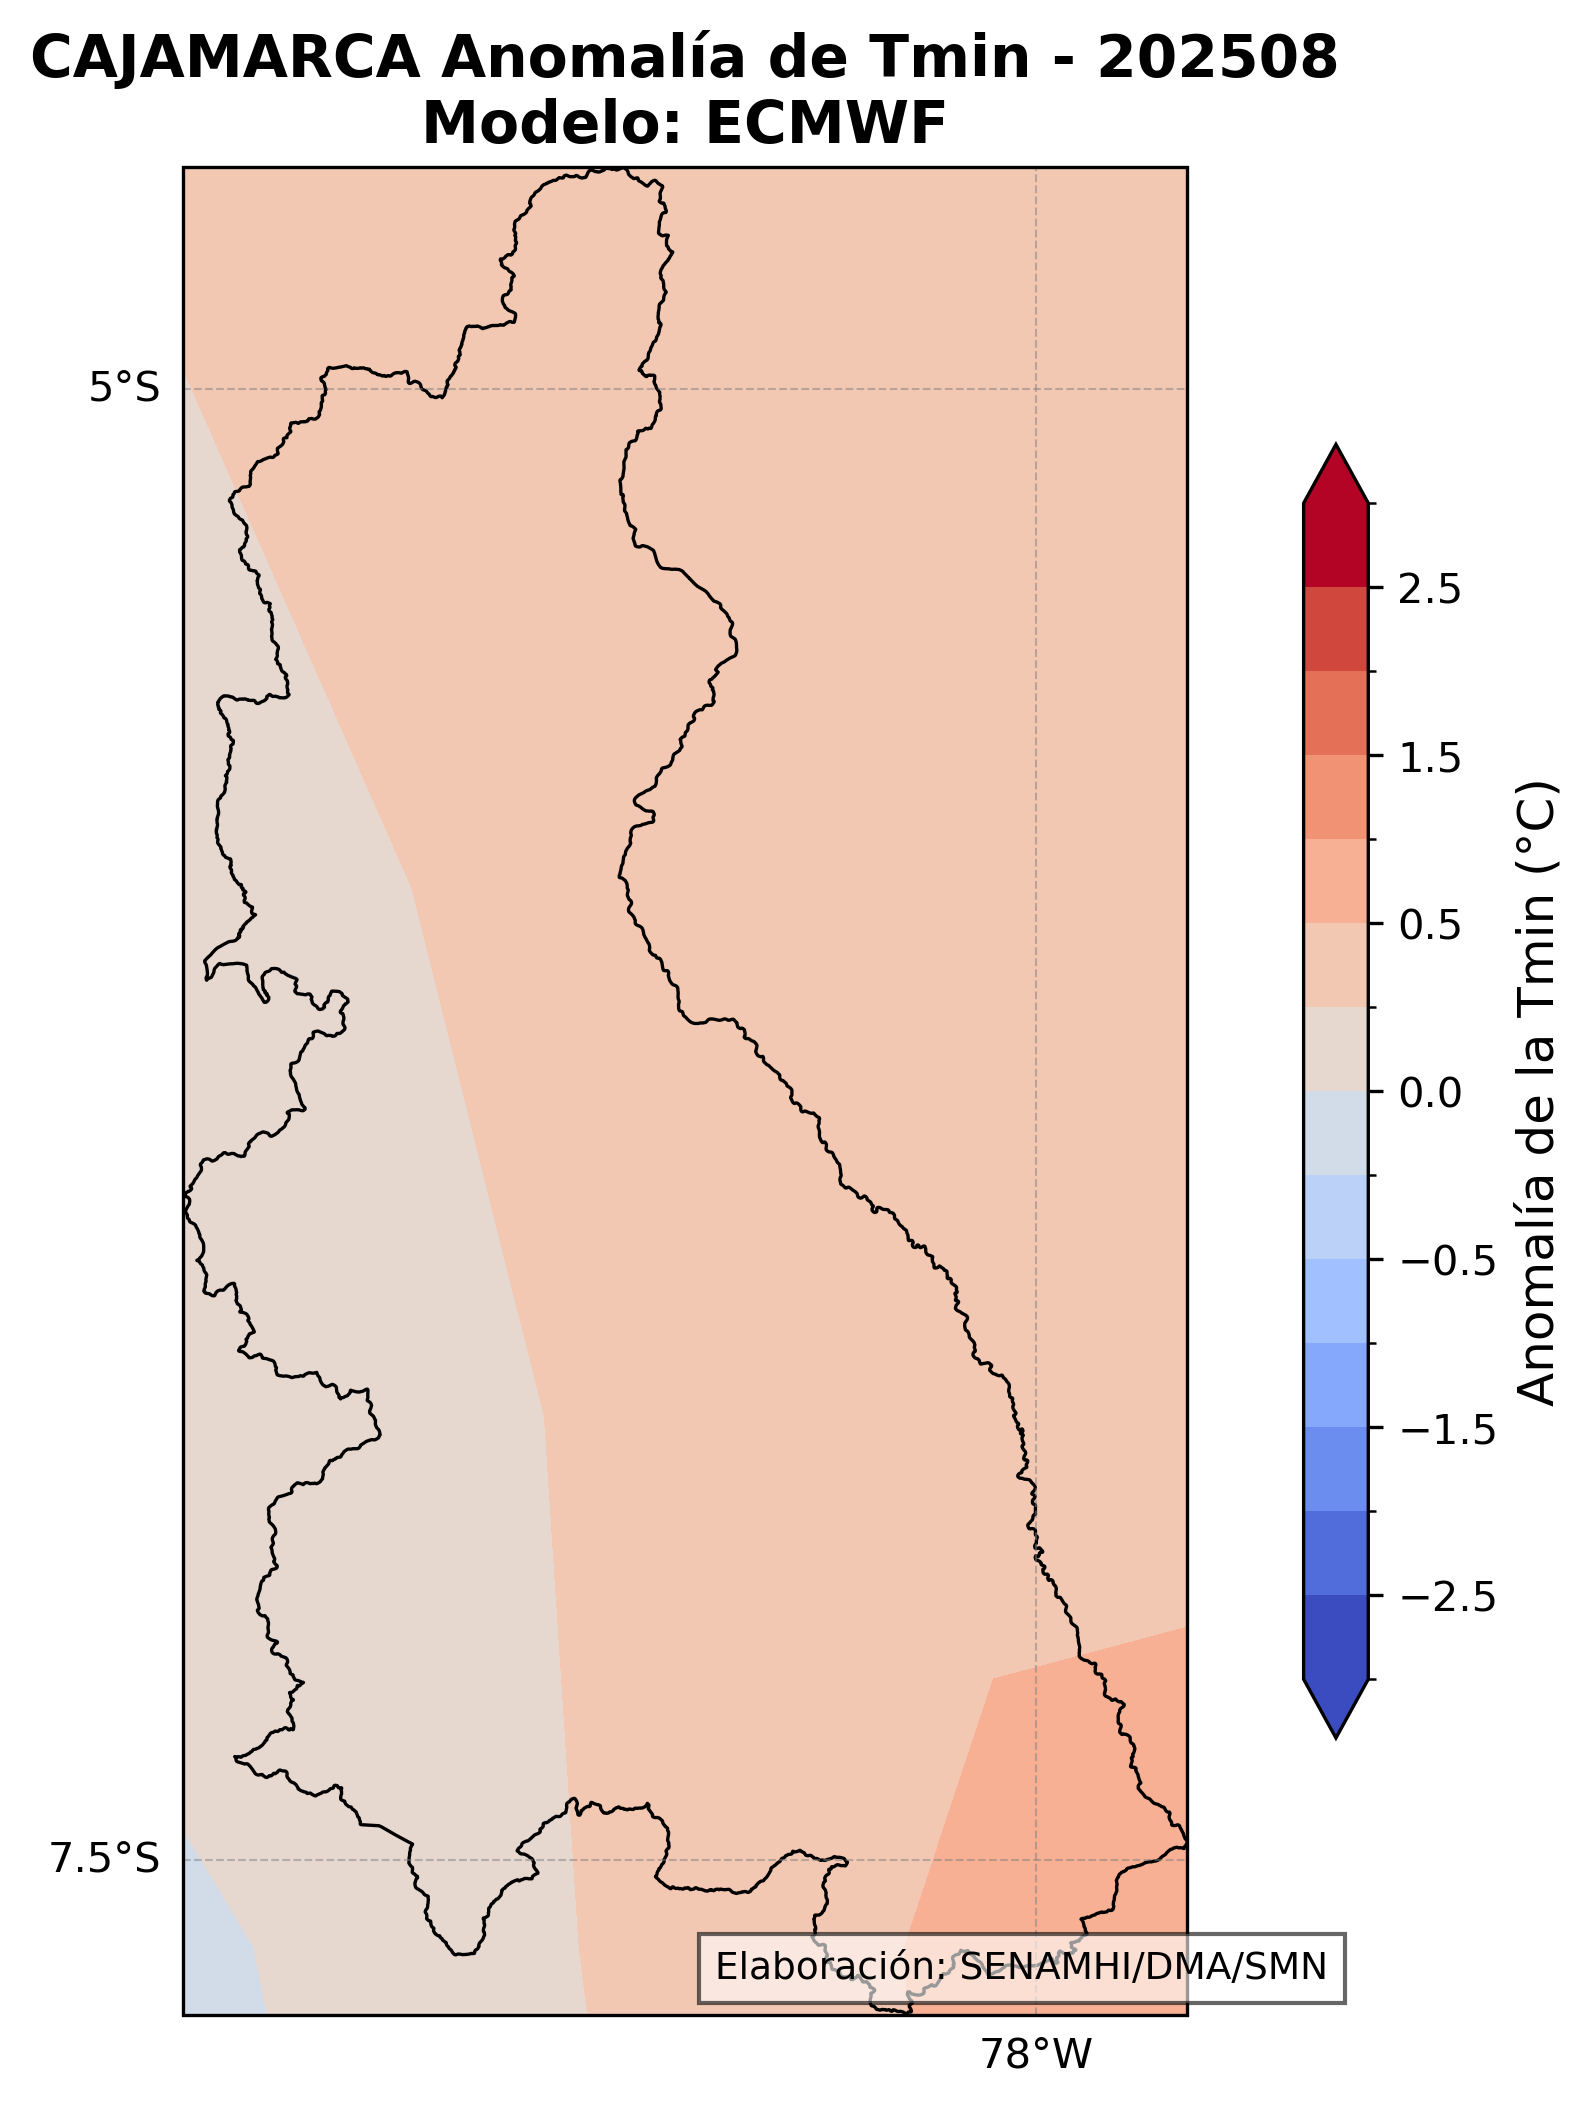 CAJAMARCA Anomalía de Tmin - 202508
Modelo: ECMWF
5°S
7.5°S
78°W
2.5
1.5
0.5
0.0
−0.5
−1.5
−2.5
Anomalía de la Tmin (°C)
Elaboración: SENAMHI/DMA/SMN